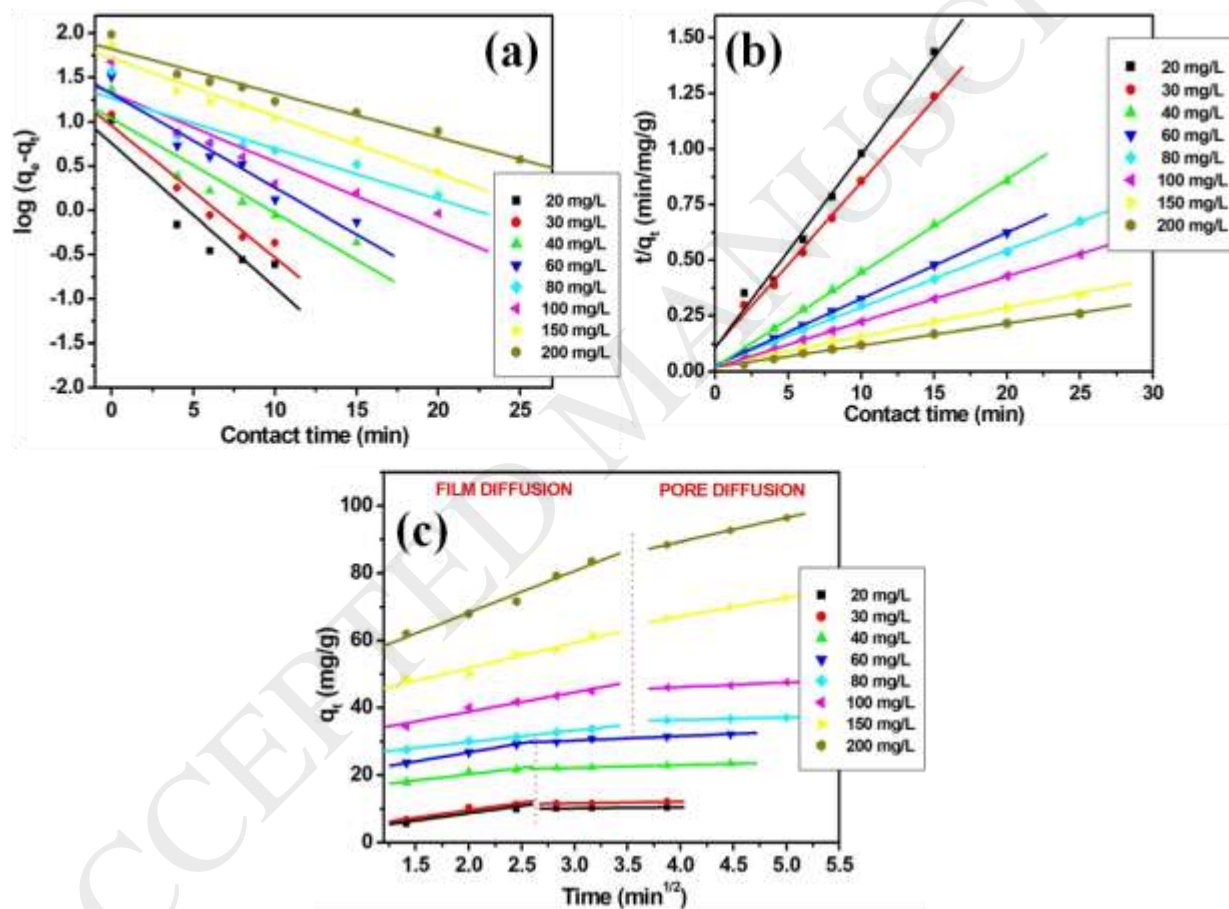 (a)
log (qe-qt)
2.0
1.5
1.0
0.5
0.0
-0.5
-1.0
-1.5
-2.0
0 5 10 15 20 25
Contact time (min)
20 mg/L
30 mg/L
40 mg/L
60 mg/L
80 mg/L
100 mg/L
150 mg/L
200 mg/L
(b)
t/qt (min/mg/g)
1.50
1.25
1.00
0.75
0.50
0.25
0.00
0 5 10 15 20 25 30
Contact time (min)
20 mg/L
30 mg/L
40 mg/L
60 mg/L
80 mg/L
100 mg/L
150 mg/L
200 mg/L
FILM DIFFUSION PORE DIFFUSION
(c)
qt (mg/g)
100
80
60
40
20
0
1.5 2.0 2.5 3.0 3.5 4.0 4.5 5.0 5.5
Time (min1/2)
20 mg/L
30 mg/L
40 mg/L
60 mg/L
80 mg/L
100 mg/L
150 mg/L
200 mg/L
CCEPTED MANUSC